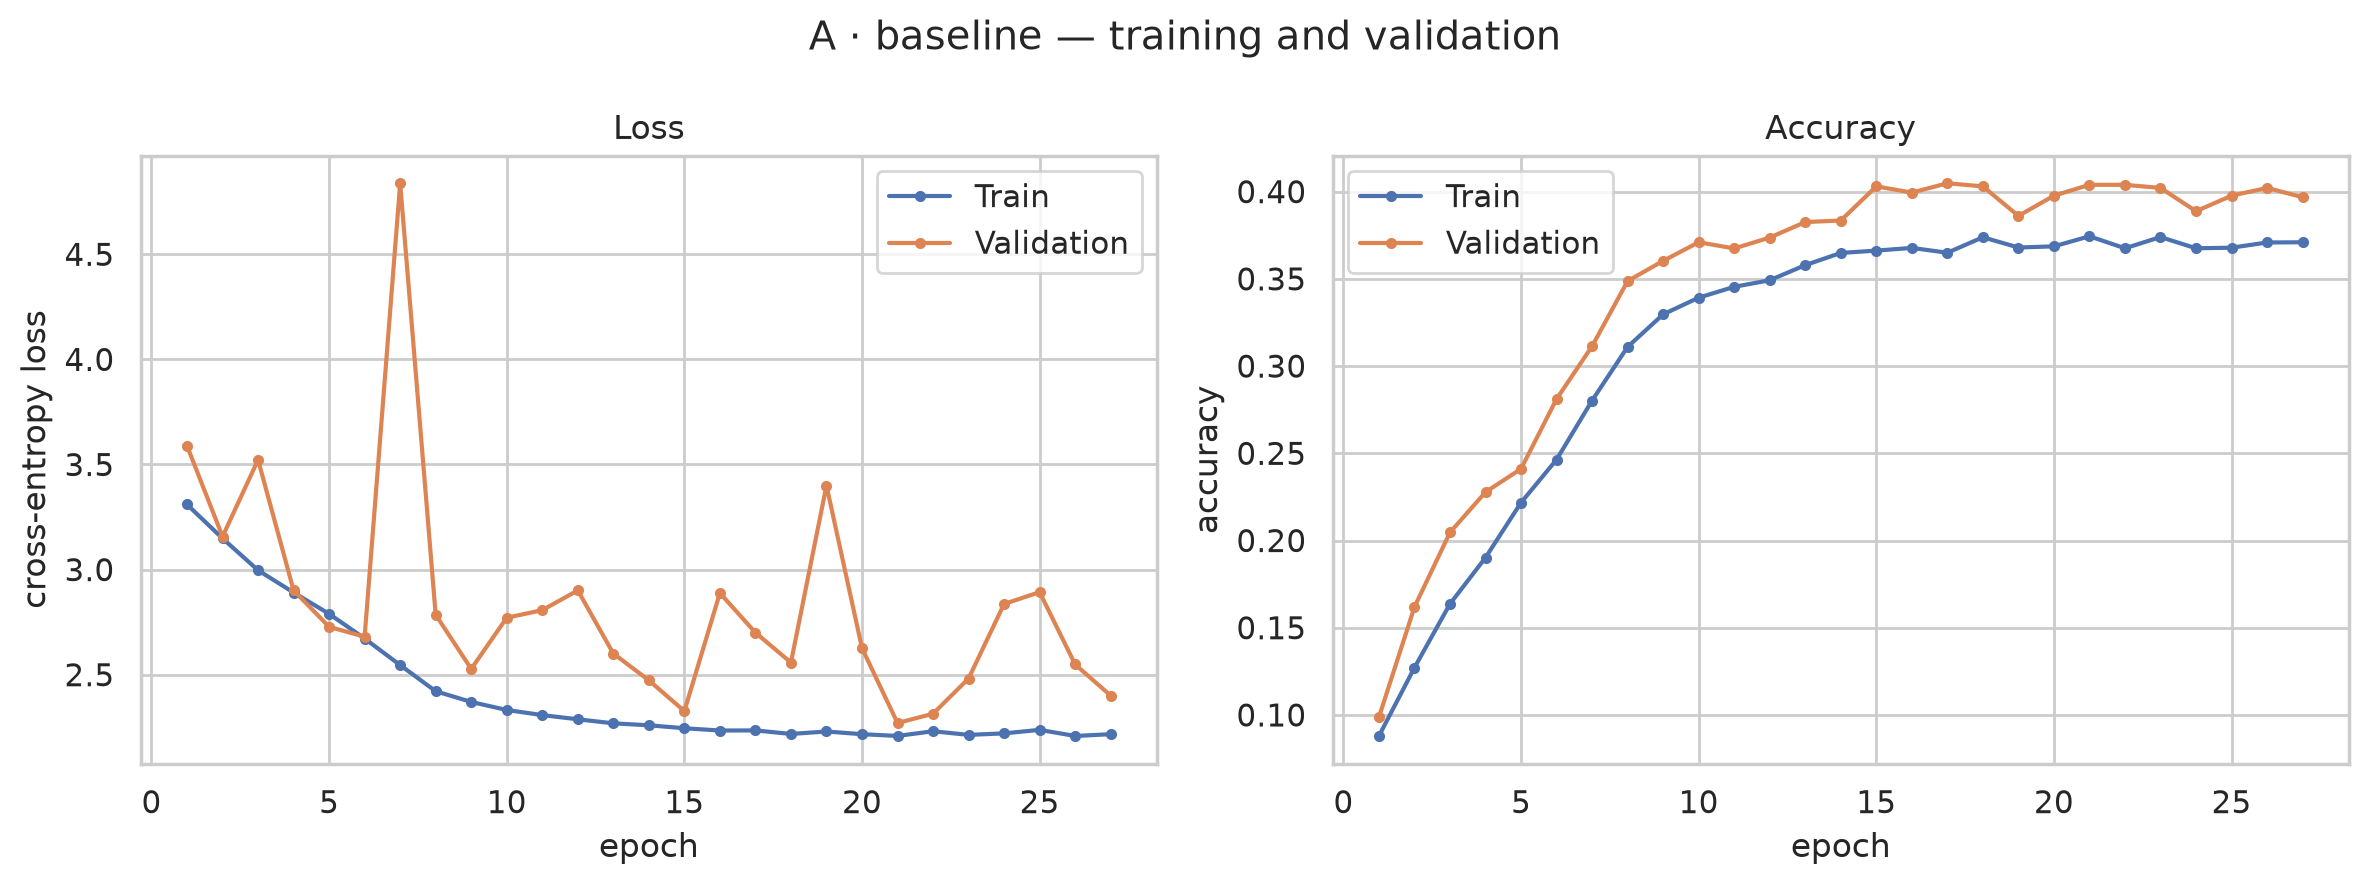 A · baseline — training and validation
Loss
Train
Validation
4.5
4.0
3.5
3.0
2.5
cross-entropy loss
0
5
10
15
20
25
epoch
Accuracy
Train
Validation
0.40
0.35
0.30
0.25
0.20
0.15
0.10
accuracy
0
5
10
15
20
25
epoch